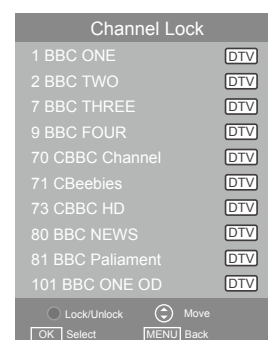 Channel Lock
1 BBC ONE DTV
2 BBC TWO DTV
7 BBC THREE DTV
9 BBC FOUR DTV
70 CBBC Channel DTV
71 CBeebies DTV
73 CBBC HD DTV
80 BBC NEWS DTV
81 BBC Paliament DTV
101 BBC ONE OD DTV
Lock/Unlock Move
OK Select MENU Back